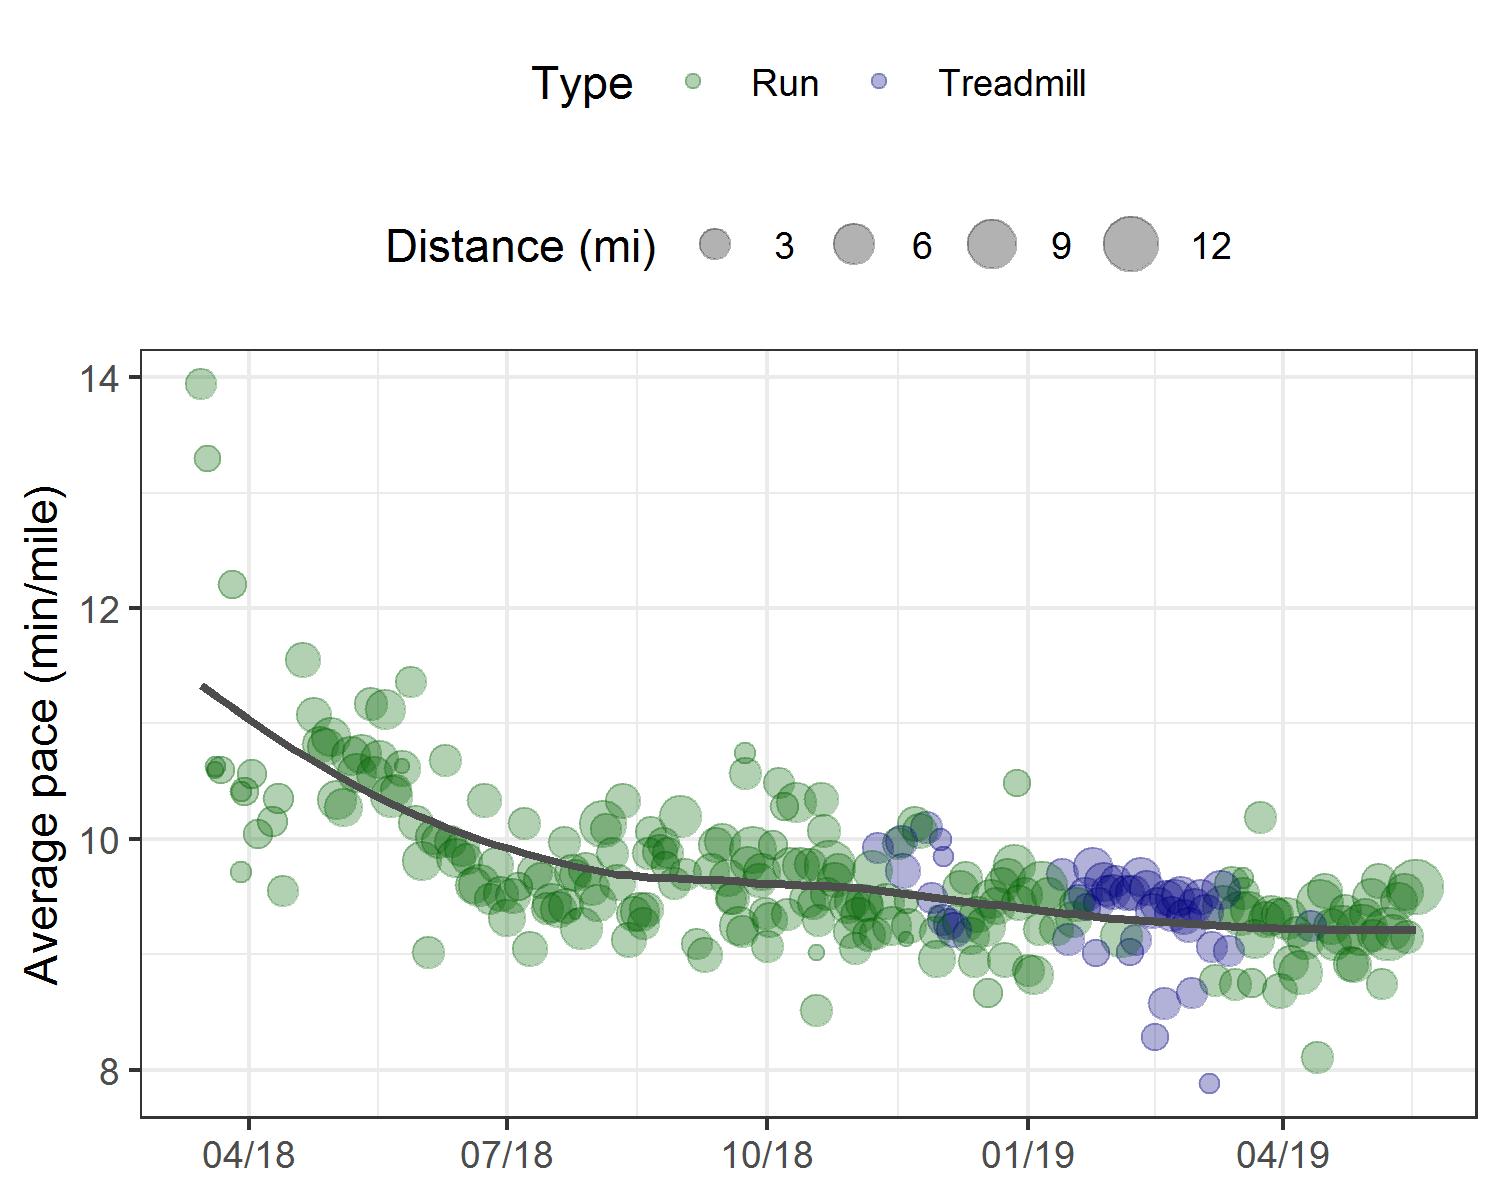 Type Run Treadmill
Distance (mi) 3 6 9 12
Average pace (min/mile)
14
12
10
8
04/18 07/18 10/18 01/19 04/19